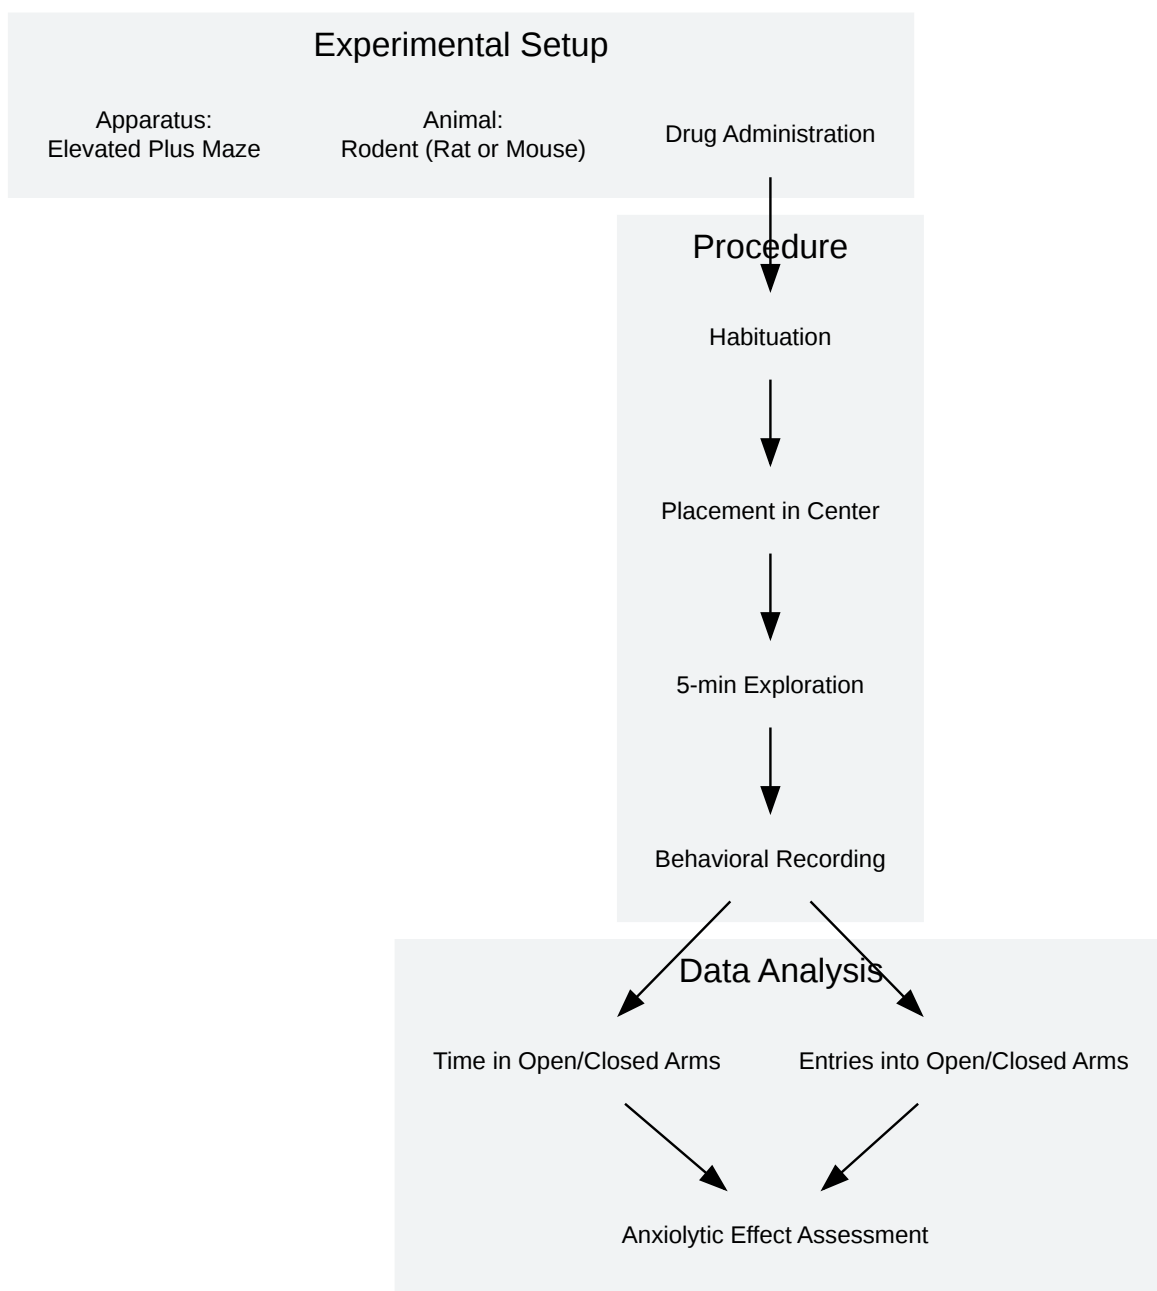 Experimental Setup
Apparatus:
Elevated Plus Maze
Animal:
Rodent (Rat or Mouse)
Drug Administration
Procedure
Habituation
Placement in Center
5-min Exploration
Behavioral Recording
Data Analysis
Time in Open/Closed Arms
Entries into Open/Closed Arms
Anxiolytic Effect Assessment